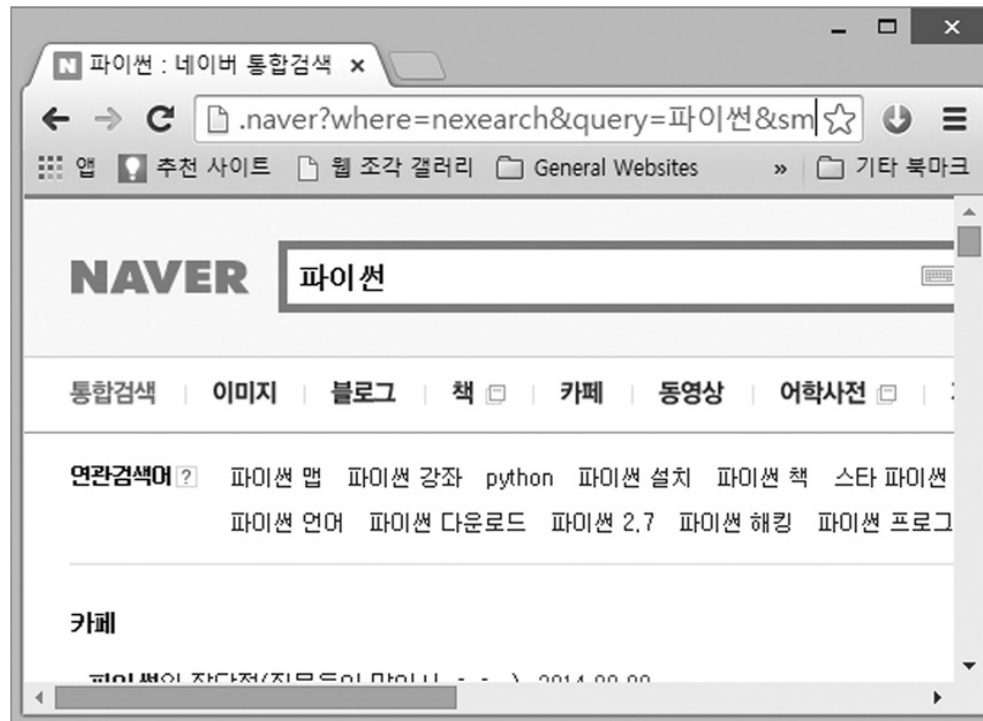 파이썬 : 네이버 통합검색
.naver?where=nexearch&query=파이썬&sm
앱 추천 사이트 웹 조각 갤러리 General Websites » 기타 북마크
NAVER 파이썬
통합검색 이미지 블로그 책 카페 동영상 어학사전
연관검색어 ? 파이썬 맵 파이썬 강좌 python 파이썬 설치 파이썬 책 스타 파이썬
파이썬 언어 파이썬 다운로드 파이썬 2.7 파이썬 해킹 파이썬 프로그
카페